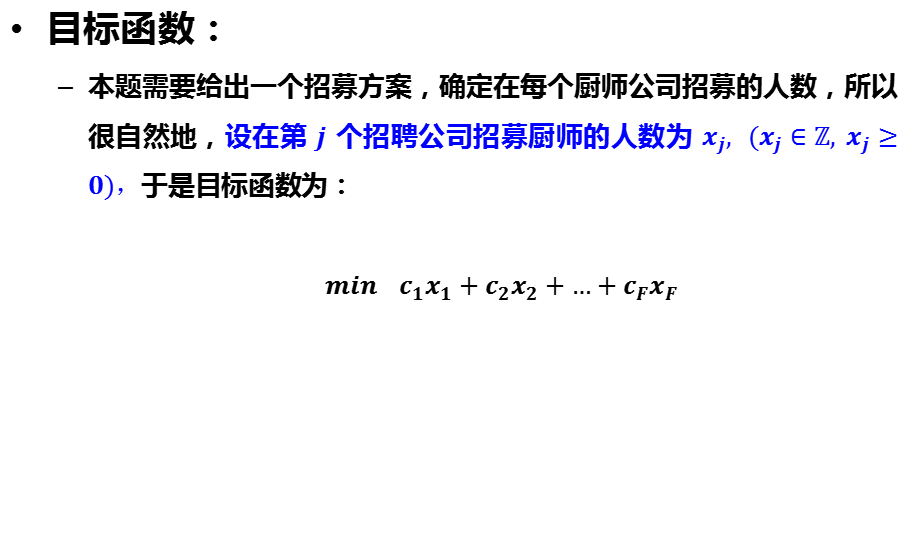 • 目标函数：
– 本题需要给出一个招募方案，确定在每个厨师公司招募的人数，所以
很自然地，设在第 j 个招聘公司招募厨师的人数为 xⱼ, (xⱼ ∈ ℤ, xⱼ ≥
0)，于是目标函数为：
min c₁x₁ + c₂x₂ + … + c_F x_F